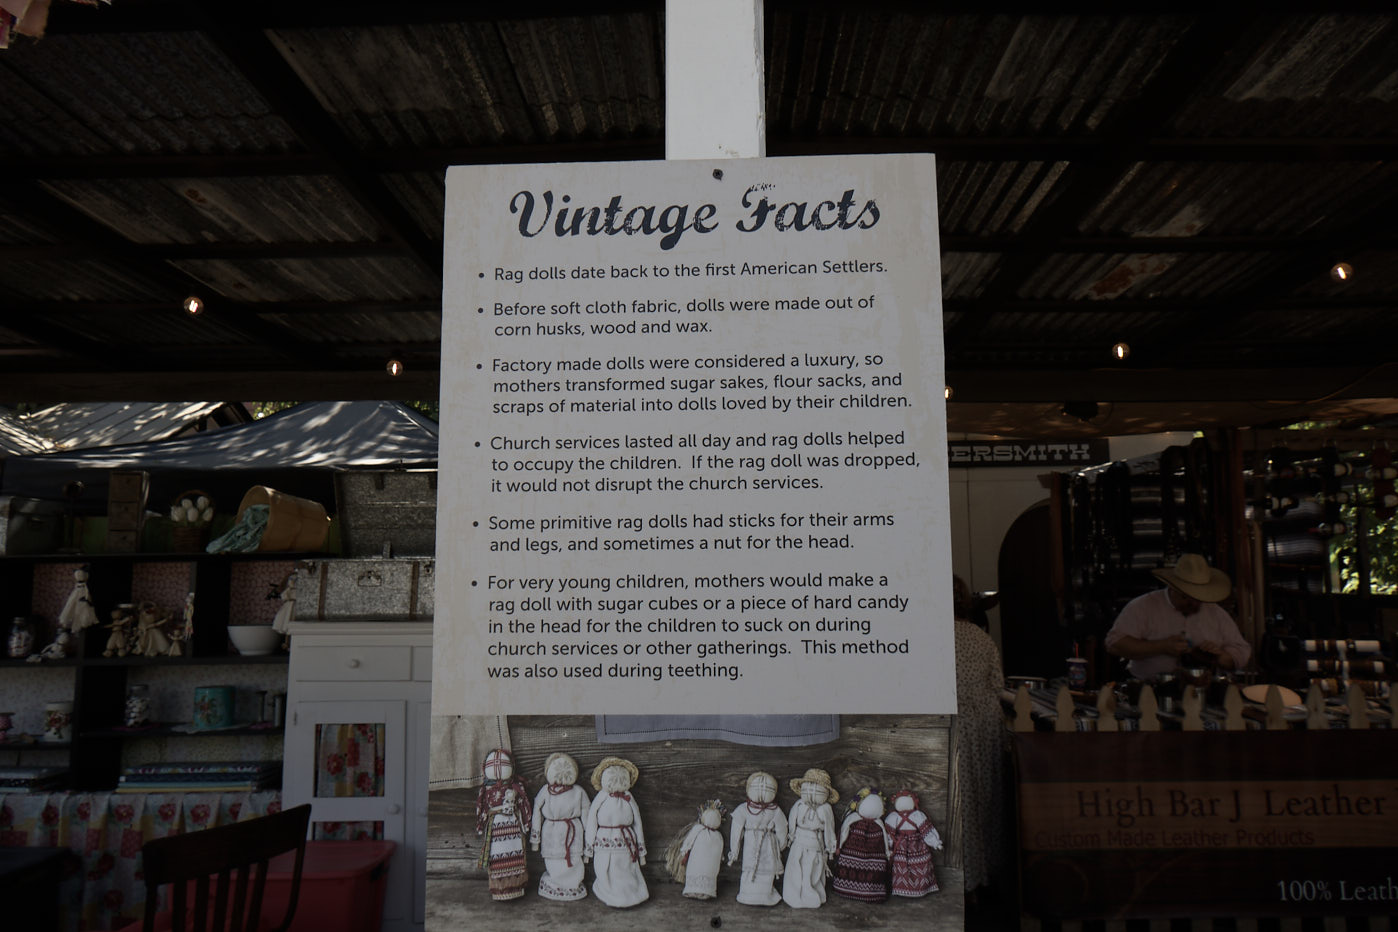 Vintage Facts
• Rag dolls date back to the first American Settlers.
• Before soft cloth fabric, dolls were made out of
corn husks, wood and wax.
• Factory made dolls were considered a luxury, so
mothers transformed sugar sakes, flour sacks, and
scraps of material into dolls loved by their children.
• Church services lasted all day and rag dolls helped
to occupy the children. If the rag doll was dropped,
it would not disrupt the church services.
• Some primitive rag dolls had sticks for their arms
and legs, and sometimes a nut for the head.
• For very young children, mothers would make a
rag doll with sugar cubes or a piece of hard candy
in the head for the children to suck on during
church services or other gatherings. This method
was also used during teething.
ERSMITH
High Bar J Leather
Custom Made Leather Products
100% Leath